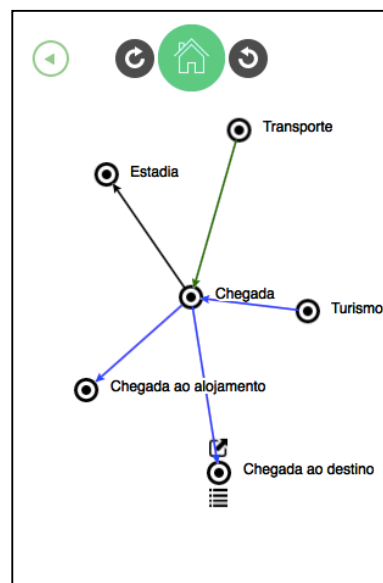 Transporte
Estadia
Chegada
Turismo
Chegada ao alojamento
Chegada ao destino